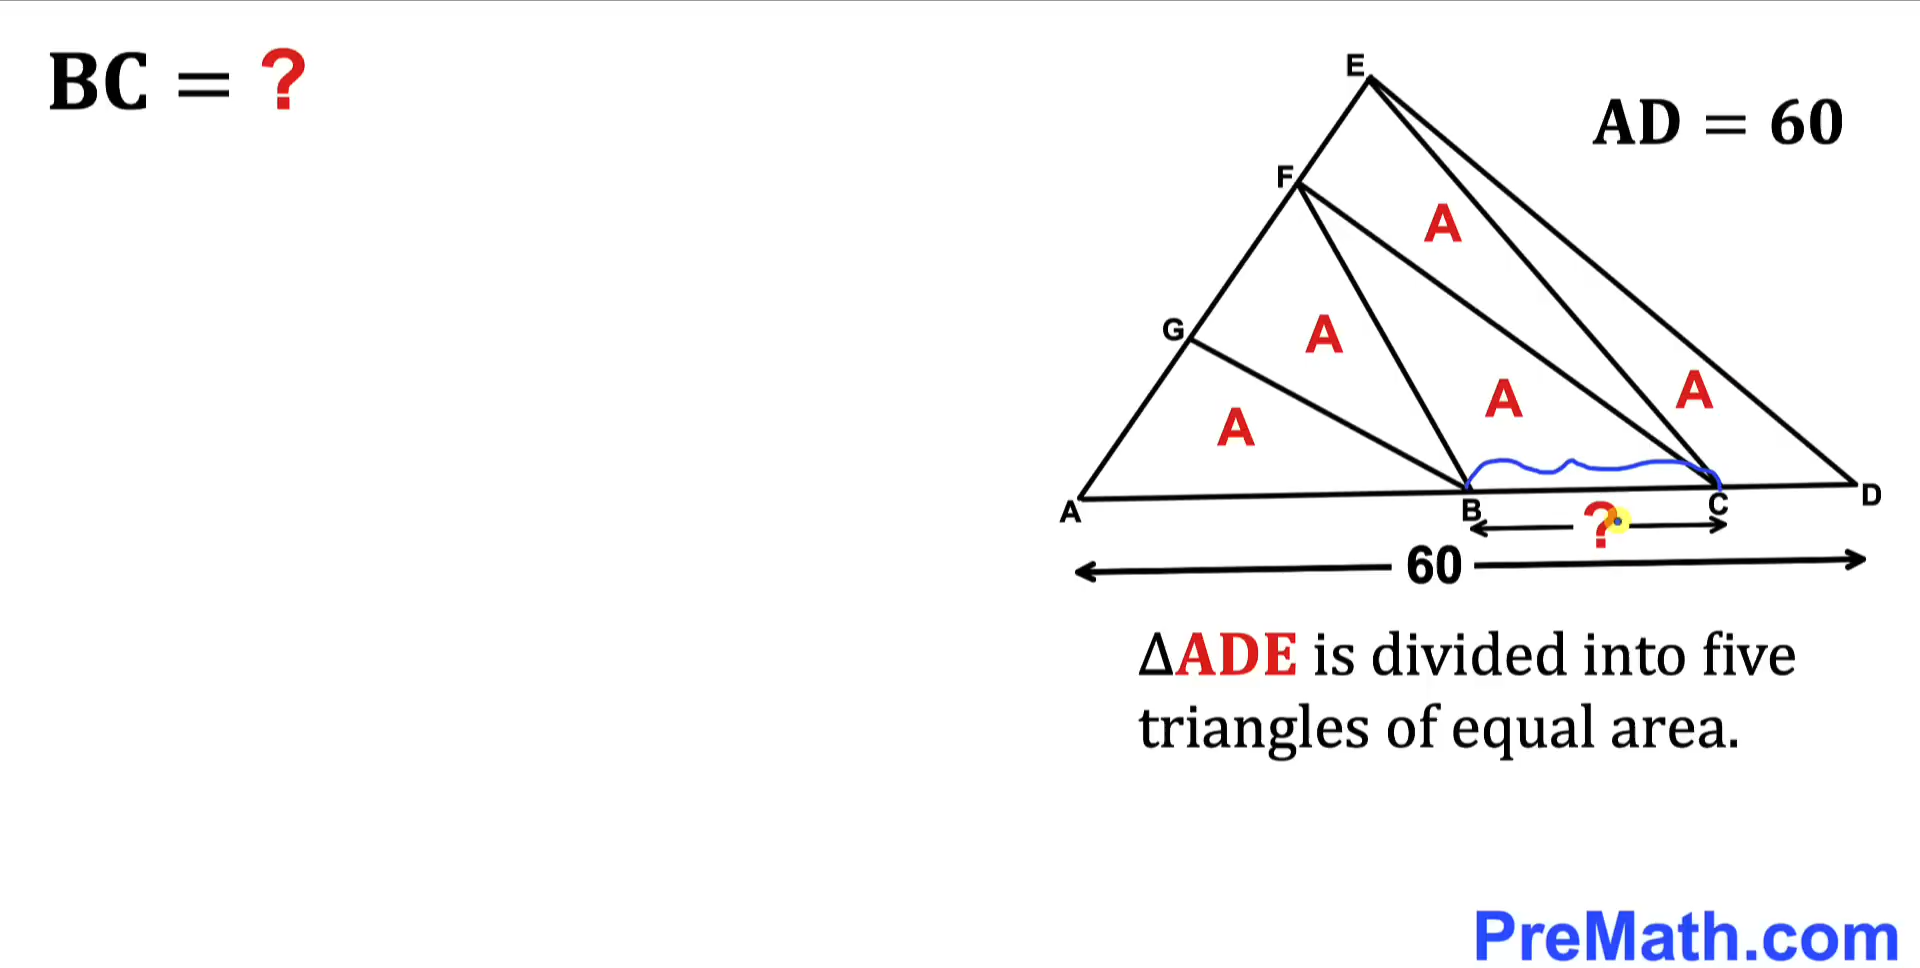 BC = ?
E
AD = 60
F
A
G
A
A
A
A
A
B
C
D
?
60
ΔADE is divided into five
triangles of equal area.
PreMath.com